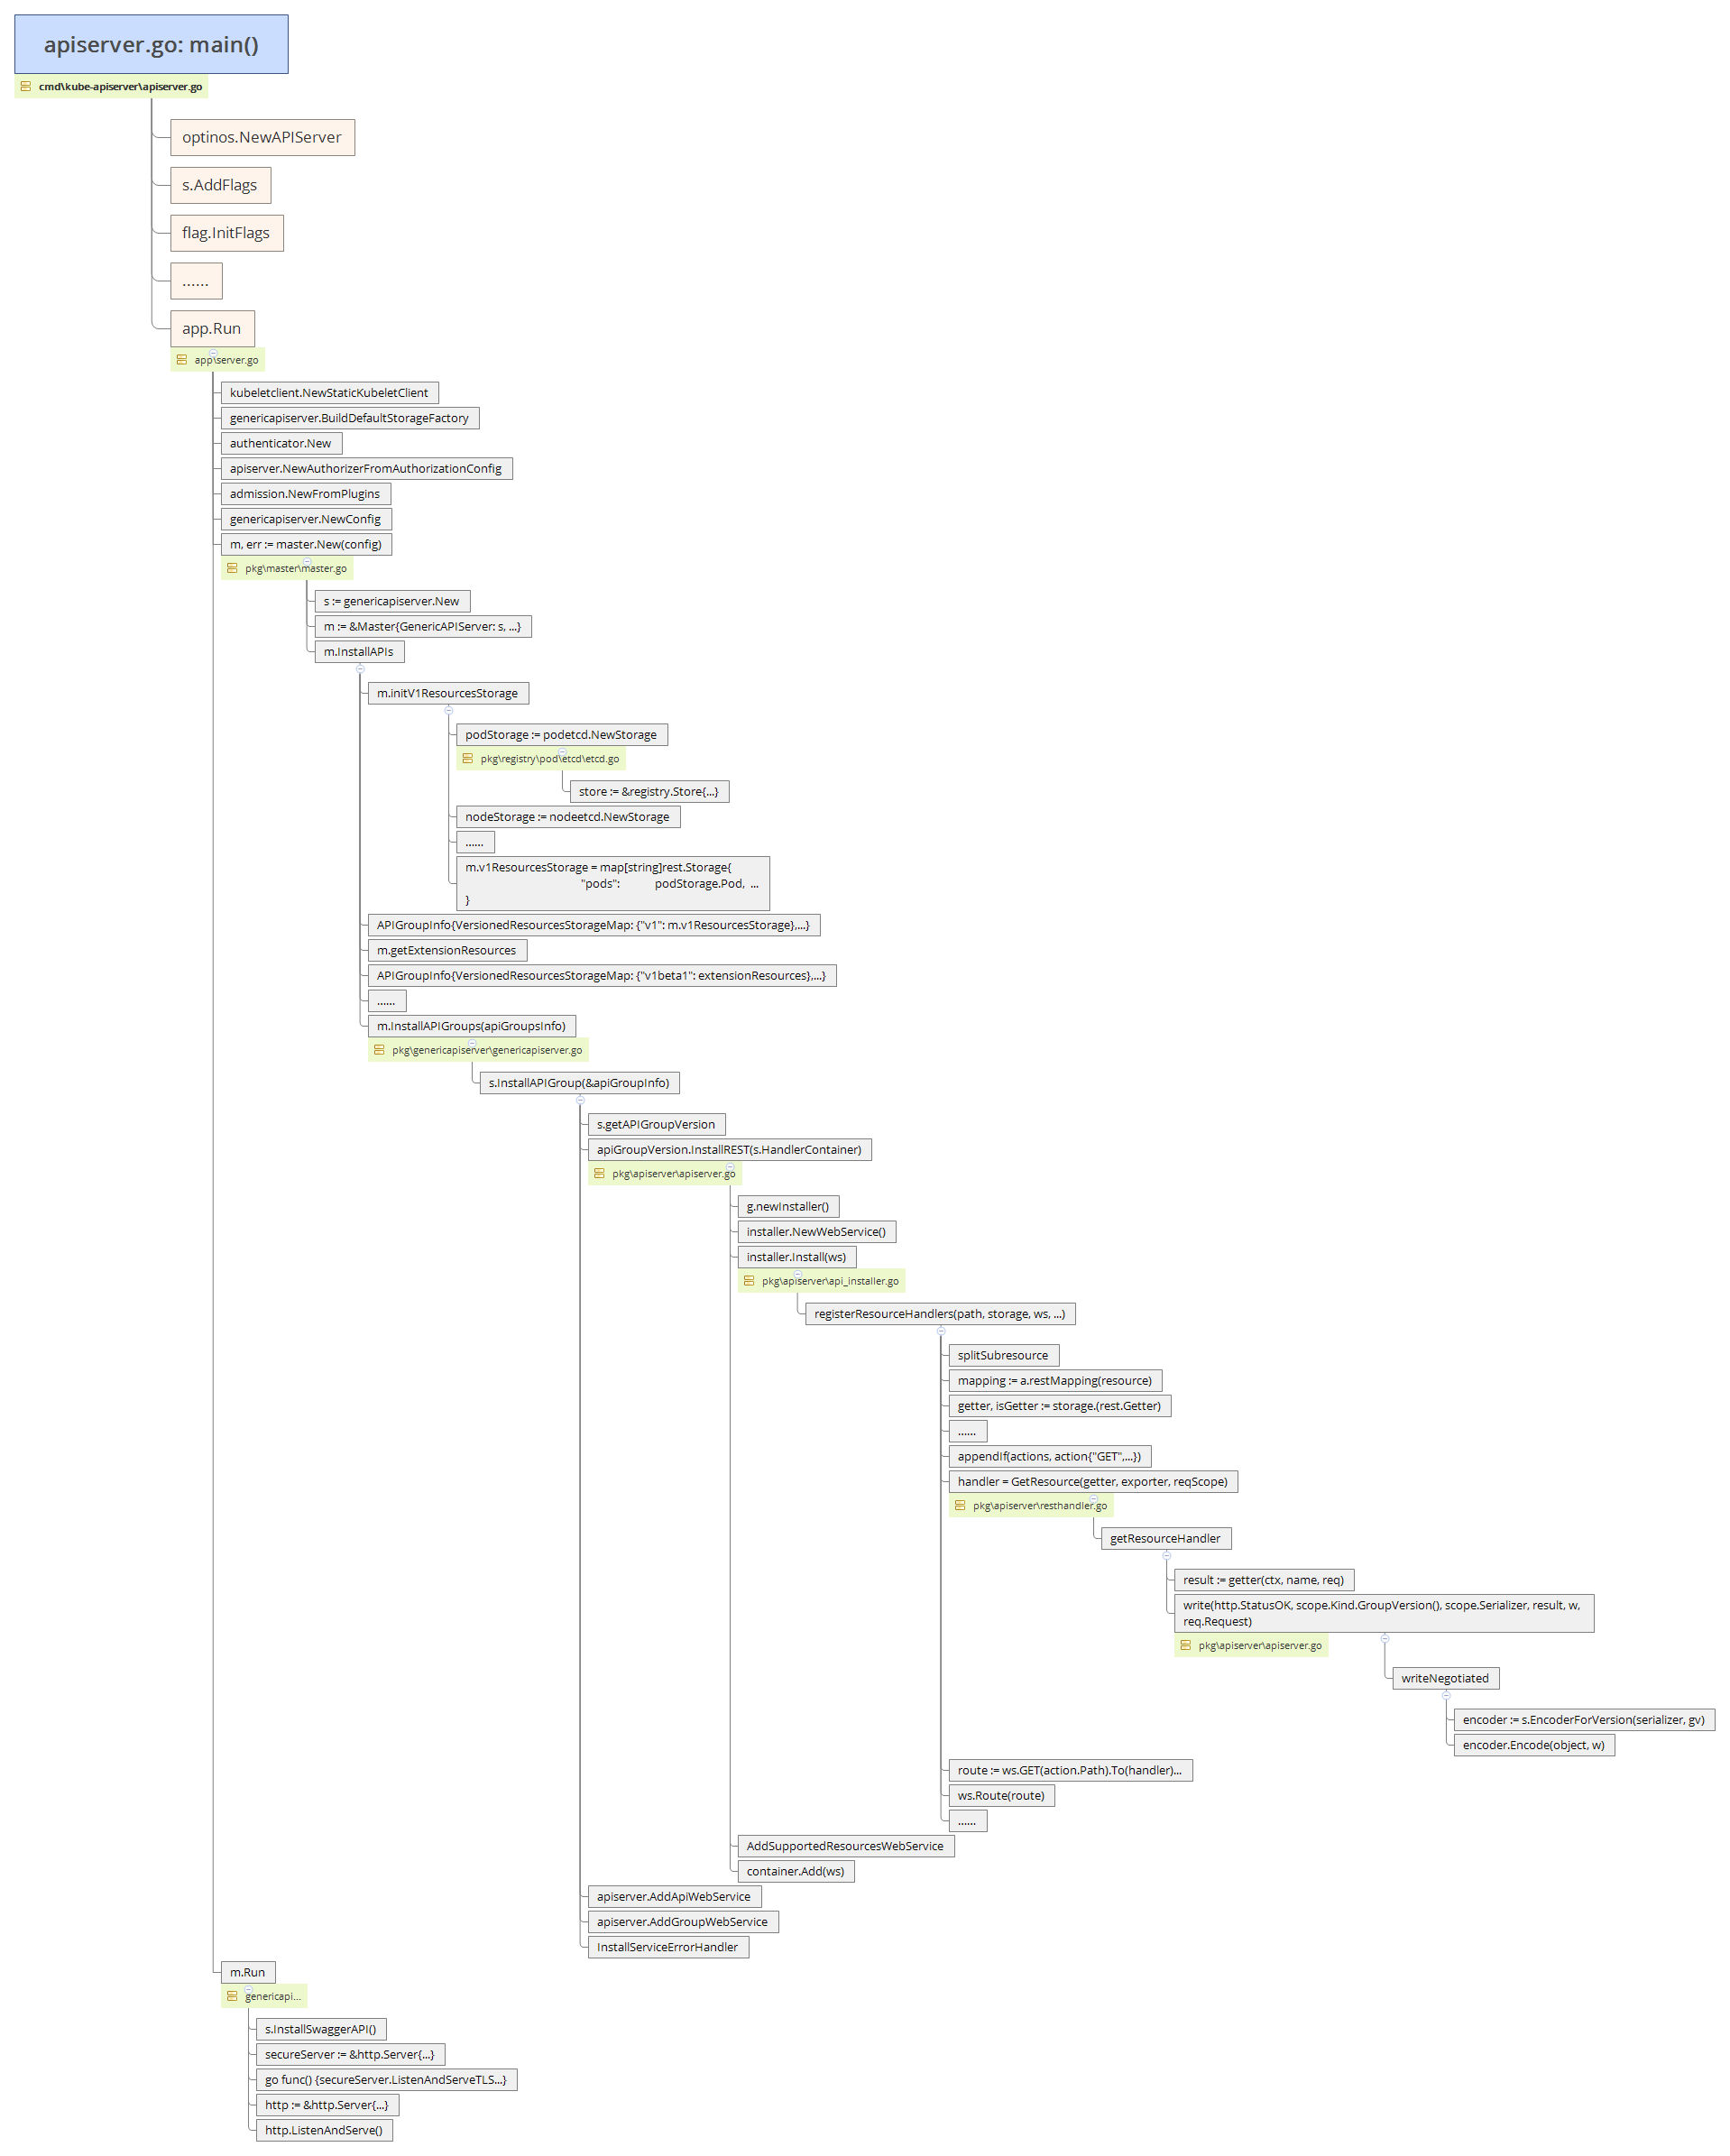 apiserver.go: main()
cmd\kube-apiserver\apiserver.go
optinos.NewAPIServer
s.AddFlags
flag.InitFlags
......
app.Run
app\server.go
kubeletclient.NewStaticKubeletClient
genericapiserver.BuildDefaultStorageFactory
authenticator.New
apiserver.NewAuthorizerFromAuthorizationConfig
admission.NewFromPlugins
genericapiserver.NewConfig
m, err := master.New(config)
pkg\master\master.go
s := genericapiserver.New
m := &Master{GenericAPIServer: s, ...}
m.InstallAPIs
m.initV1ResourcesStorage
podStorage := podetcd.NewStorage
pkg\registry\pod\etcd\etcd.go
store := &registry.Store{...}
nodeStorage := nodeetcd.NewStorage
......
m.v1ResourcesStorage = map[string]rest.Storage{
"pods": podStorage.Pod, ...
}
APIGroupInfo{VersionedResourcesStorageMap: {"v1": m.v1ResourcesStorage},...}
m.getExtensionResources
APIGroupInfo{VersionedResourcesStorageMap: {"v1beta1": extensionResources},...}
......
m.InstallAPIGroups(apiGroupsInfo)
pkg\genericapiserver\genericapiserver.go
s.InstallAPIGroup(&apiGroupInfo)
s.getAPIGroupVersion
apiGroupVersion.InstallREST(s.HandlerContainer)
pkg\apiserver\apiserver.go
g.newInstaller()
installer.NewWebService()
installer.Install(ws)
pkg\apiserver\api_installer.go
registerResourceHandlers(path, storage, ws, ...)
splitSubresource
mapping := a.restMapping(resource)
getter, isGetter := storage.(rest.Getter)
......
appendIf(actions, action{"GET",...})
handler = GetResource(getter, exporter, reqScope)
pkg\apiserver\resthandler.go
getResourceHandler
result := getter(ctx, name, req)
write(http.StatusOK, scope.Kind.GroupVersion(), scope.Serializer, result, w,
req.Request)
pkg\apiserver\apiserver.go
writeNegotiated
encoder := s.EncoderForVersion(serializer, gv)
encoder.Encode(object, w)
route := ws.GET(action.Path).To(handler)...
ws.Route(route)
......
AddSupportedResourcesWebService
container.Add(ws)
apiserver.AddApiWebService
apiserver.AddGroupWebService
InstallServiceErrorHandler
m.Run
genericapi...
s.InstallSwaggerAPI()
secureServer := &http.Server{...}
go func() {secureServer.ListenAndServeTLS...}
http := &http.Server{...}
http.ListenAndServe()